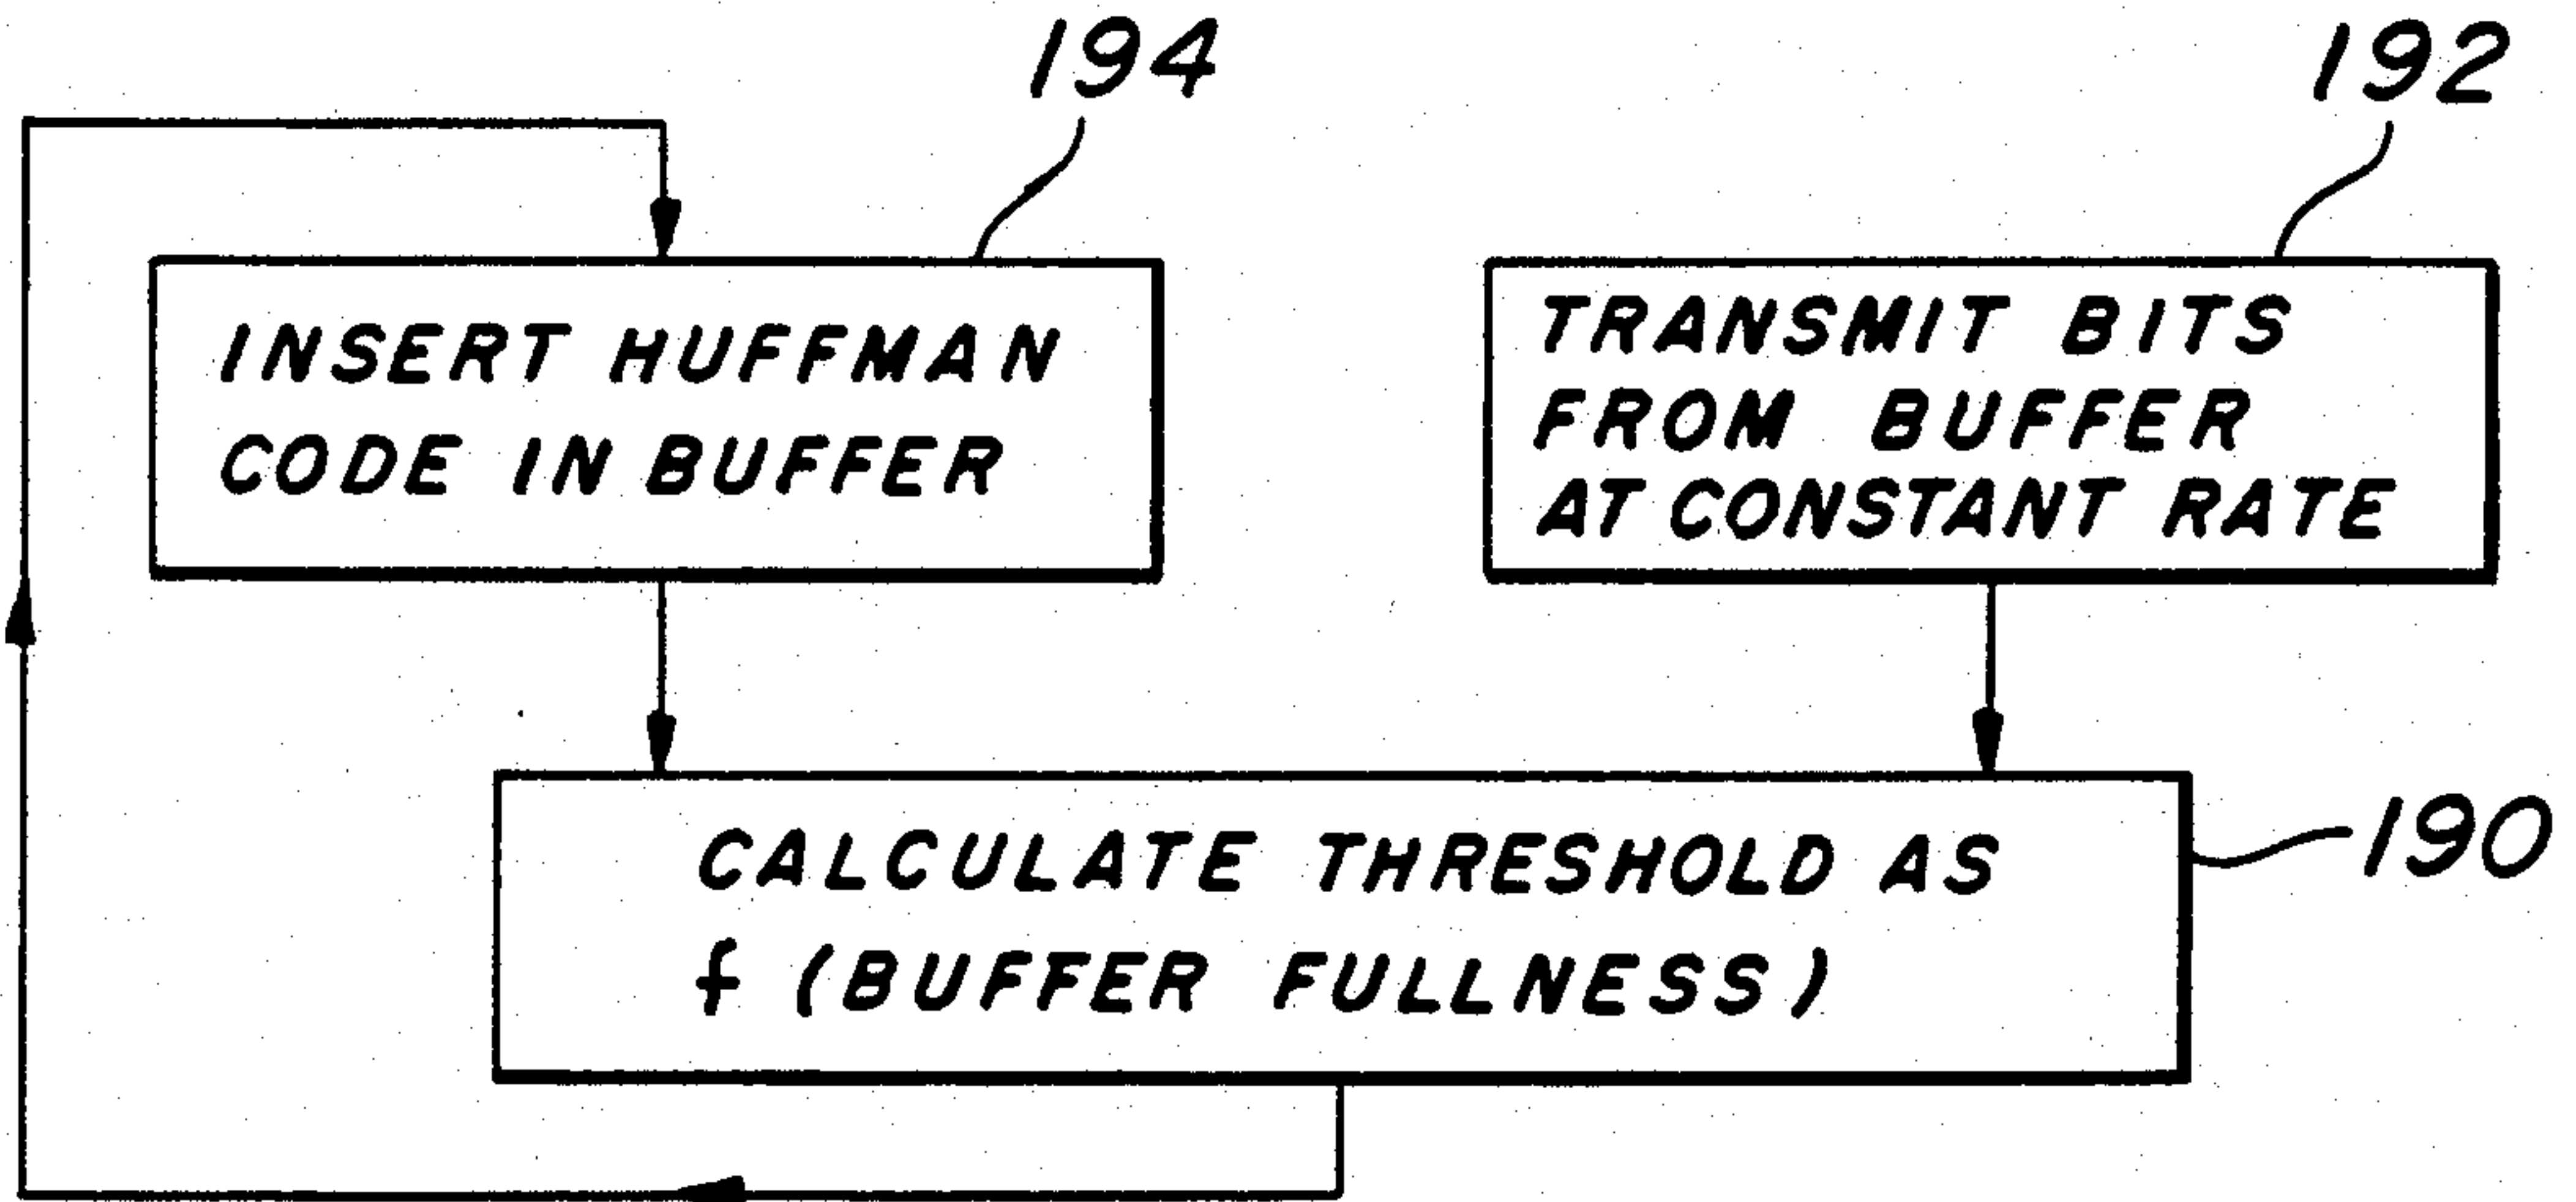 194
192
INSERT HUFFMAN
CODE IN BUFFER
TRANSMIT BITS
FROM BUFFER
AT CONSTANT RATE
CALCULATE THRESHOLD AS
f (BUFFER FULLNESS)
190